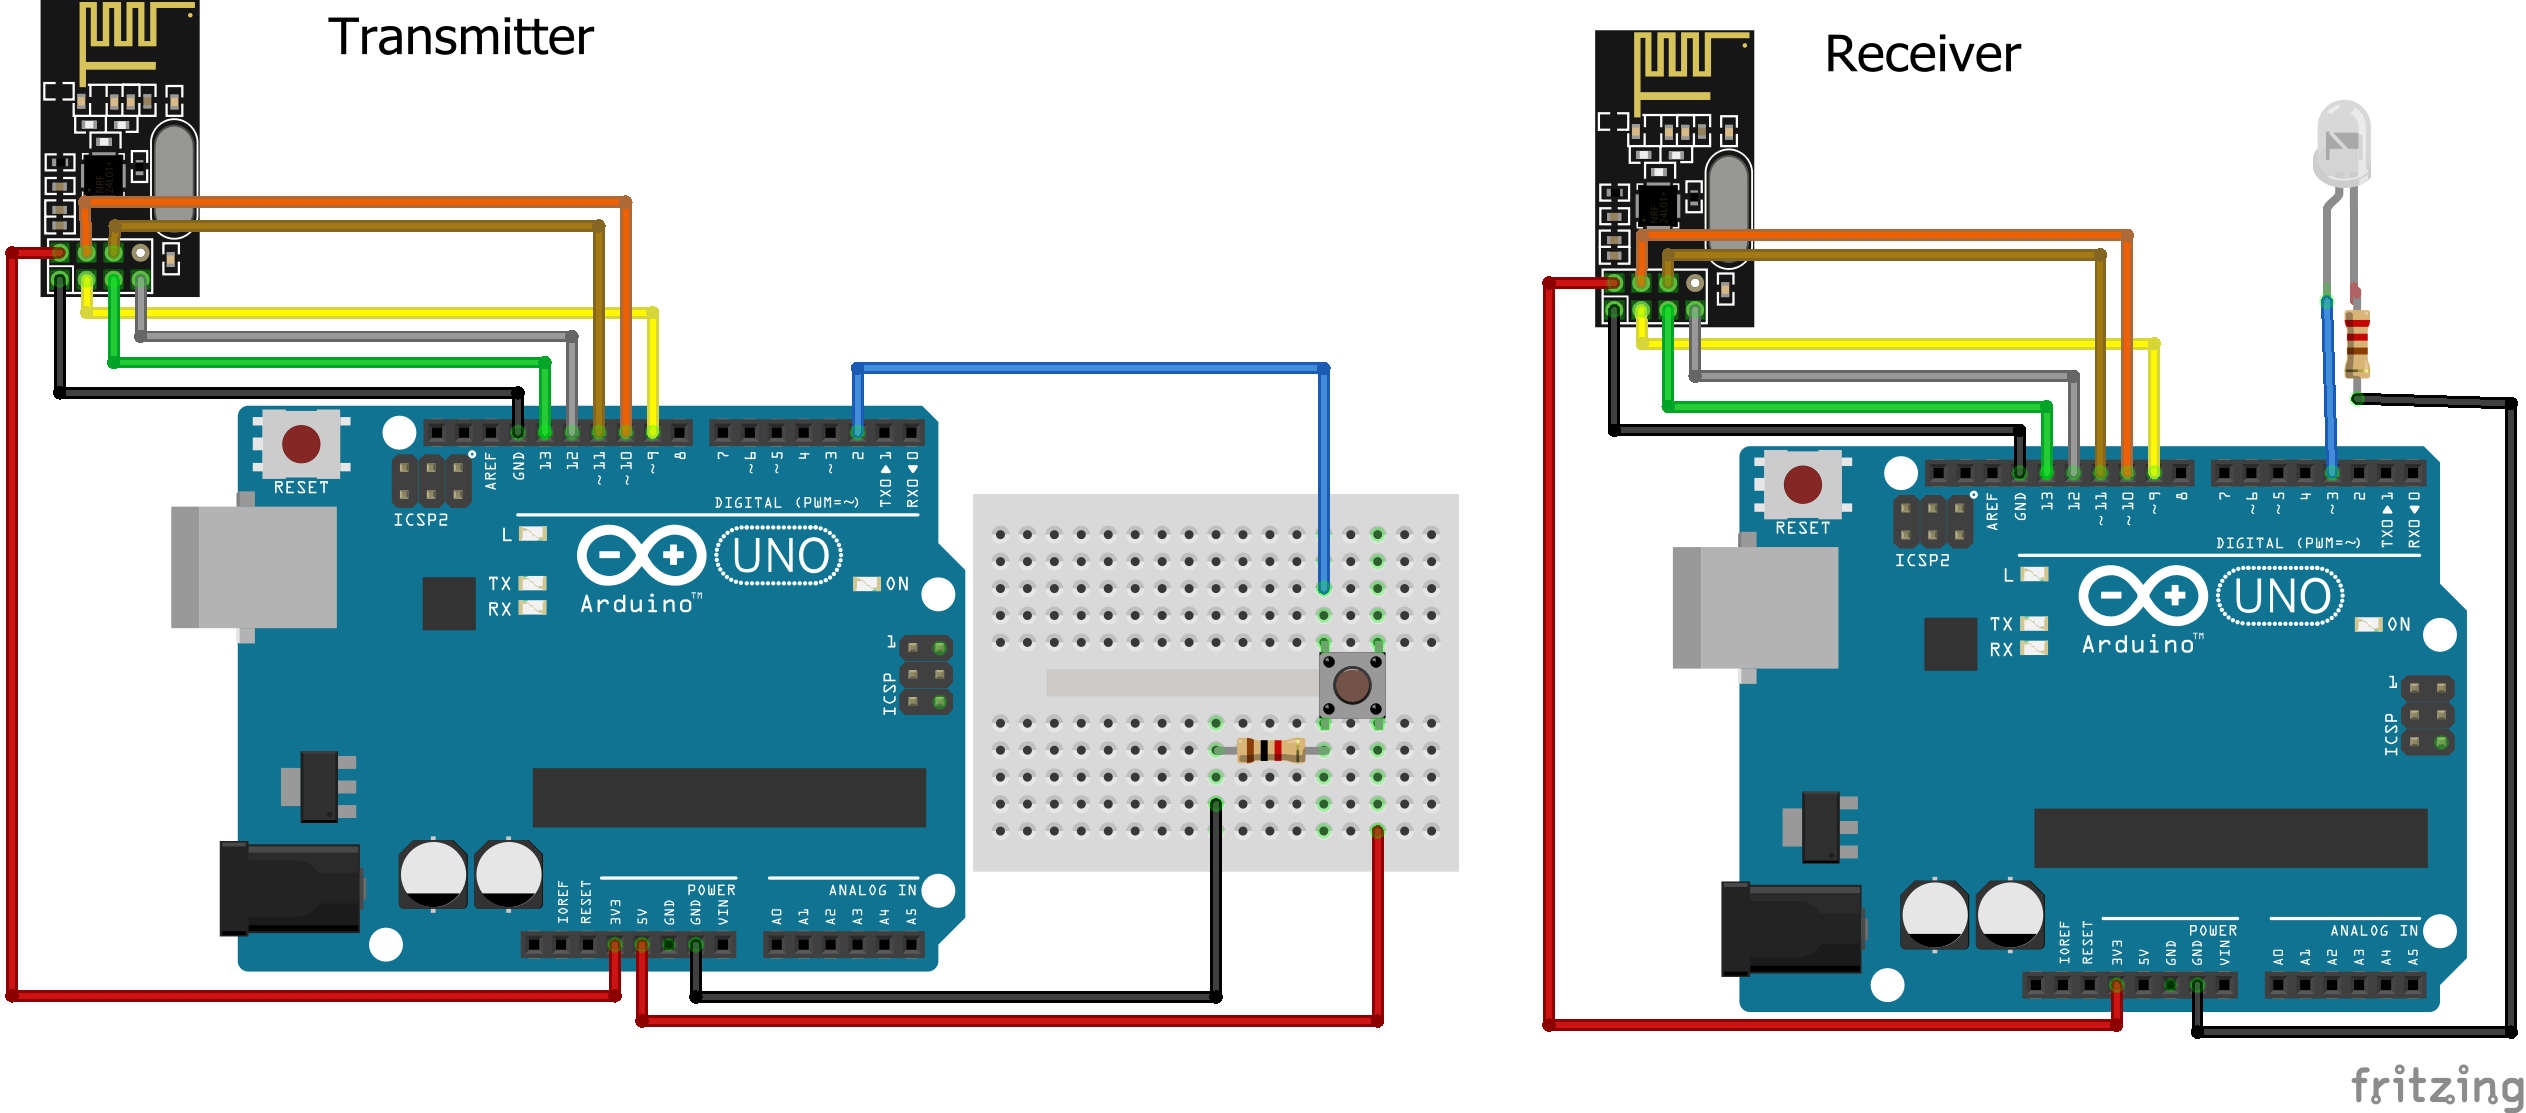 Transmitter
NRF
24L01+
RESET
ICSP2
AREF
GND
13
12
~11
~10
~9
8
7
~6
~5
4
~3
2
TX0▶1
RX0◀0
DIGITAL (PWM=~)
L
TX
RX
Arduino™
UNO
ON
1
ICSP
IOREF
RESET
3V3
5V
GND
GND
VIN
POWER
A0
A1
A2
A3
A4
A5
ANALOG IN
Receiver
NRF
24L01+
RESET
ICSP2
AREF
GND
13
12
~11
~10
~9
8
7
~6
~5
4
~3
2
TX0▶1
RX0◀0
DIGITAL (PWM=~)
L
TX
RX
Arduino™
UNO
ON
1
ICSP
IOREF
RESET
3V3
5V
GND
GND
VIN
POWER
A0
A1
A2
A3
A4
A5
ANALOG IN
fritzing